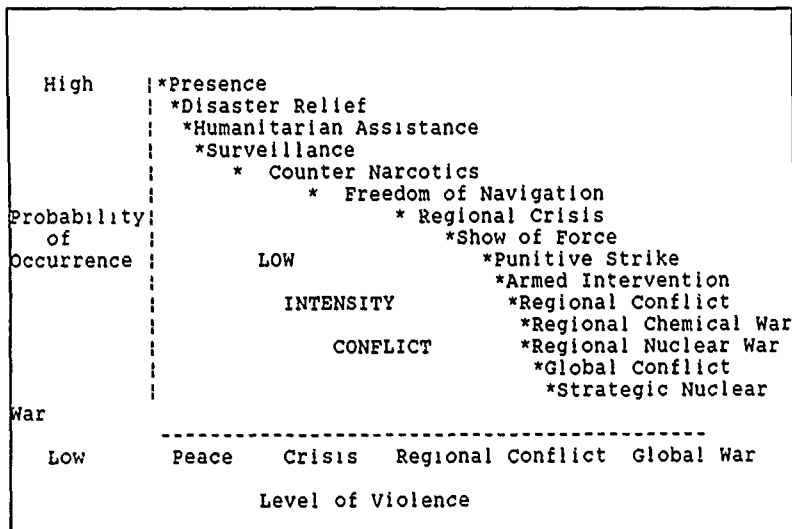 High |*Presence
*Disaster Relief
*Humanitarian Assistance
*Surveillance
* Counter Narcotics
* Freedom of Navigation
Probability * Regional Crisis
of *Show of Force
Occurrence LOW *Punitive Strike
*Armed Intervention
INTENSITY *Regional Conflict
*Regional Chemical War
CONFLICT *Regional Nuclear War
*Global Conflict
*Strategic Nuclear
War
Low Peace Crisis Regional Conflict Global War
Level of Violence